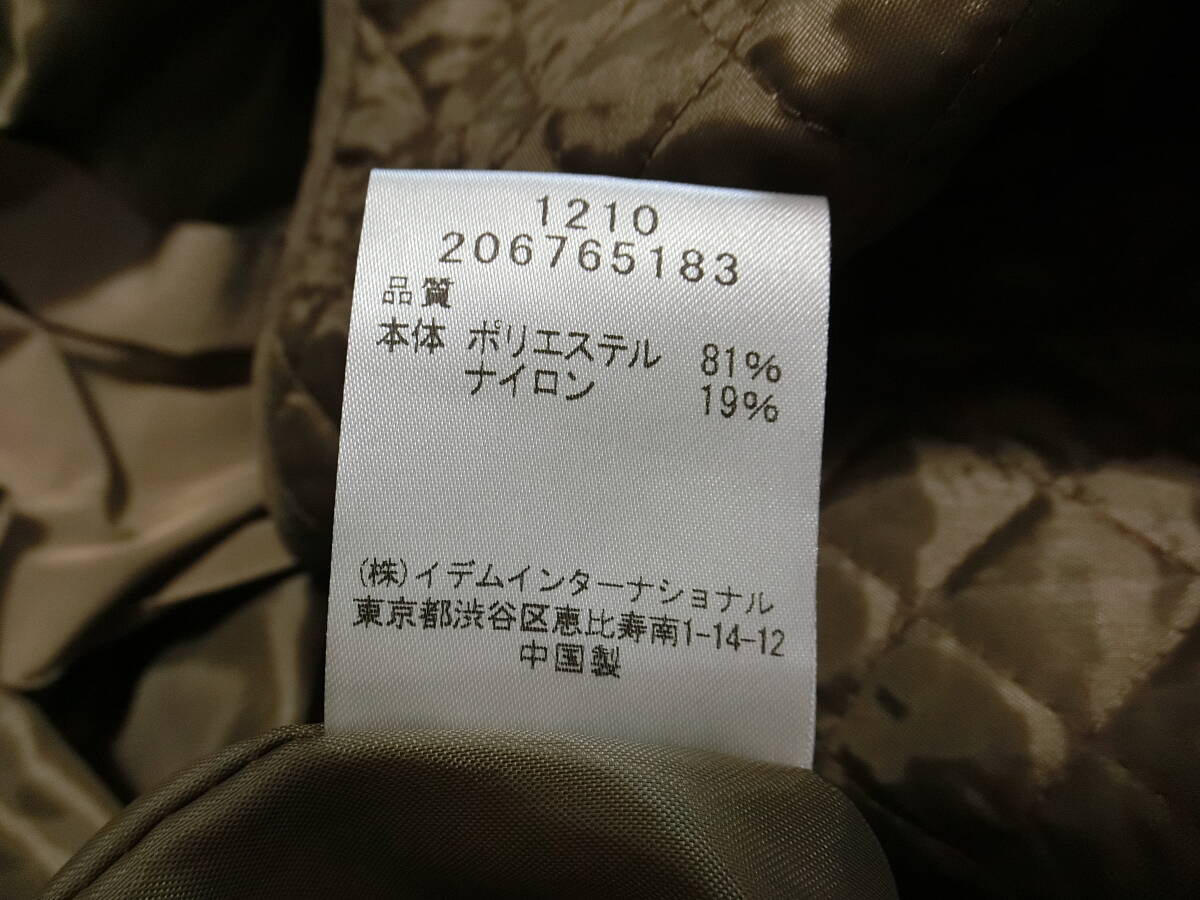 1210
206765183
品質
本体 ポリエステル 81%
ナイロン 19%
(株)イデムインターナショナル
東京都渋谷区恵比寿南1-14-12
中国製